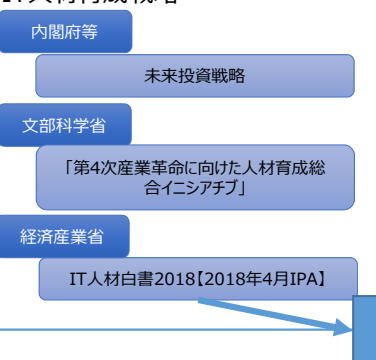 内閣府等
未来投資戦略
文部科学省
「第4次産業革命に向けた人材育成総
合イニシアチブ」
経済産業省
IT人材白書2018【2018年4月IPA】